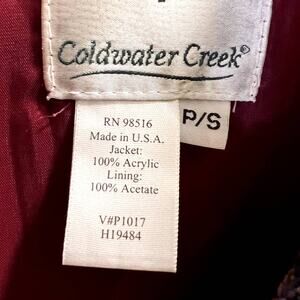 Coldwater Creek®
P/S
RN 98516
Made in U.S.A.
Jacket:
100% Acrylic
Lining:
100% Acetate
V#P1017
H19484